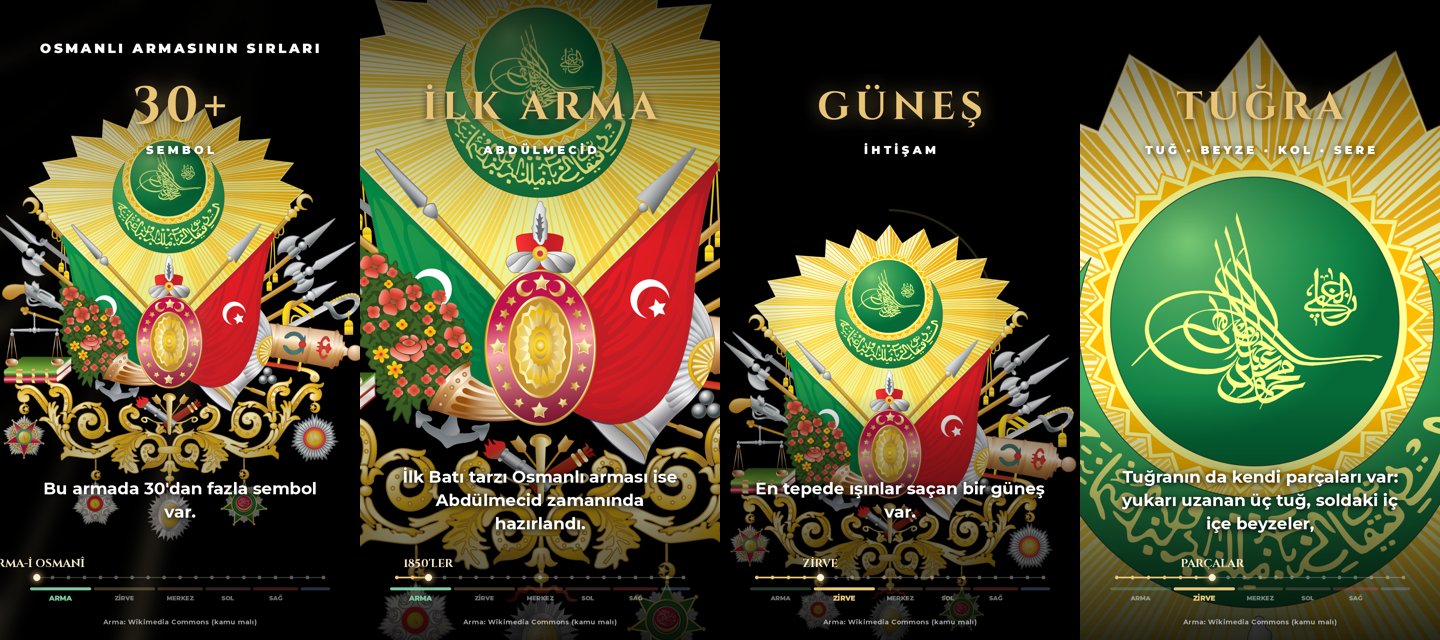 OSMANLI ARMASININ SIRLARI
30+
SEMBOL
Bu armada 30'dan fazla sembol
var.
RMA-İ OSMANÎ
ARMA
ZİRVE
MERKEZ
SOL
SAĞ
Arma: Wikimedia Commons (kamu malı)
İLK ARMA
ABDÜLMECİD
İlk Batı tarzı Osmanlı arması ise
Abdülmecid zamanında
hazırlandı.
1850'LER
ARMA
ZİRVE
MERKEZ
SOL
SAĞ
Arma: Wikimedia Commons (kamu malı)
GÜNEŞ
İHTİŞAM
En tepede ışınlar saçan bir güneş
var.
ZİRVE
ARMA
ZİRVE
MERKEZ
SOL
SAĞ
Arma: Wikimedia Commons (kamu malı)
TUĞRA
TUĞ · BEYZE · KOL · SERE
Tuğranın da kendi parçaları var:
yukarı uzanan üç tuğ, soldaki iç
içe beyzeler,
PARÇALAR
ARMA
ZİRVE
MERKEZ
SOL
SAĞ
Arma: Wikimedia Commons (kamu malı)